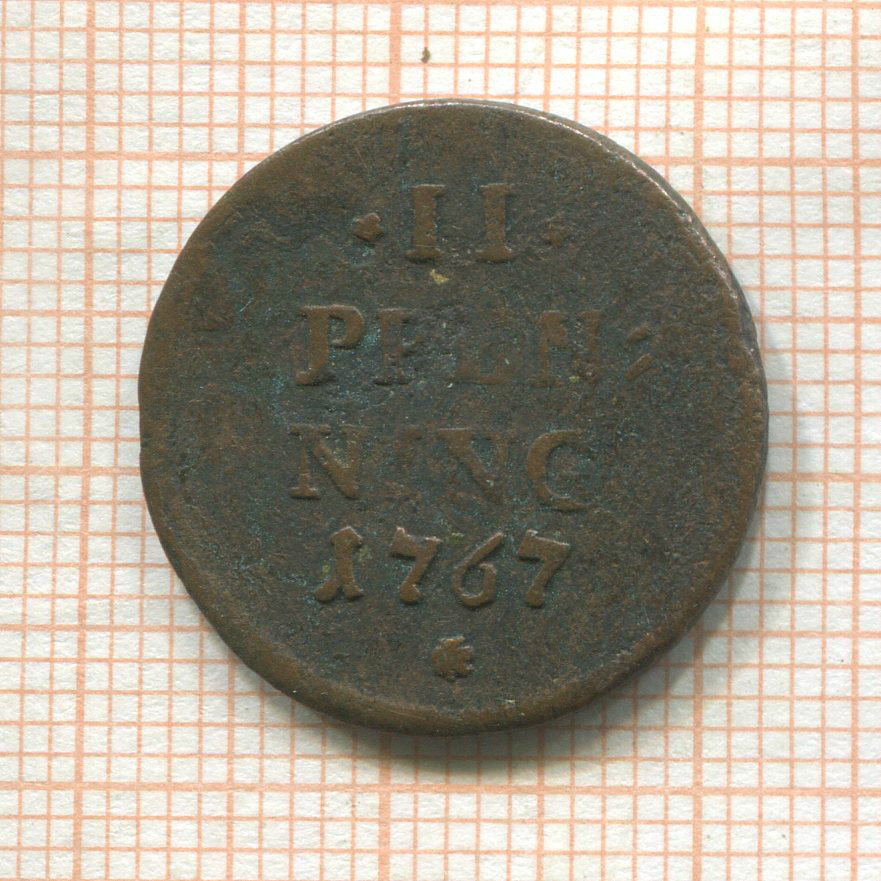 · II ·
PFEN-
NING
1767